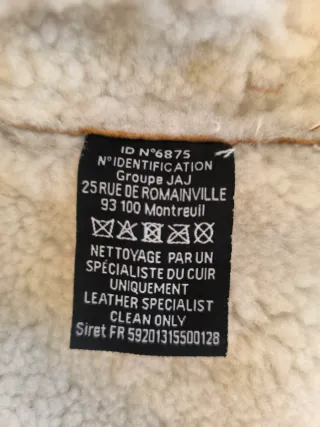 ID N°6875
N°IDENTIFICATION
Groupe JAJ
25 RUE DE ROMAINVILLE
93 100 Montreuil
NETTOYAGE PAR UN
SPÉCIALISTE DU CUIR
UNIQUEMENT
LEATHER SPECIALIST
CLEAN ONLY
Siret FR 59201315500128